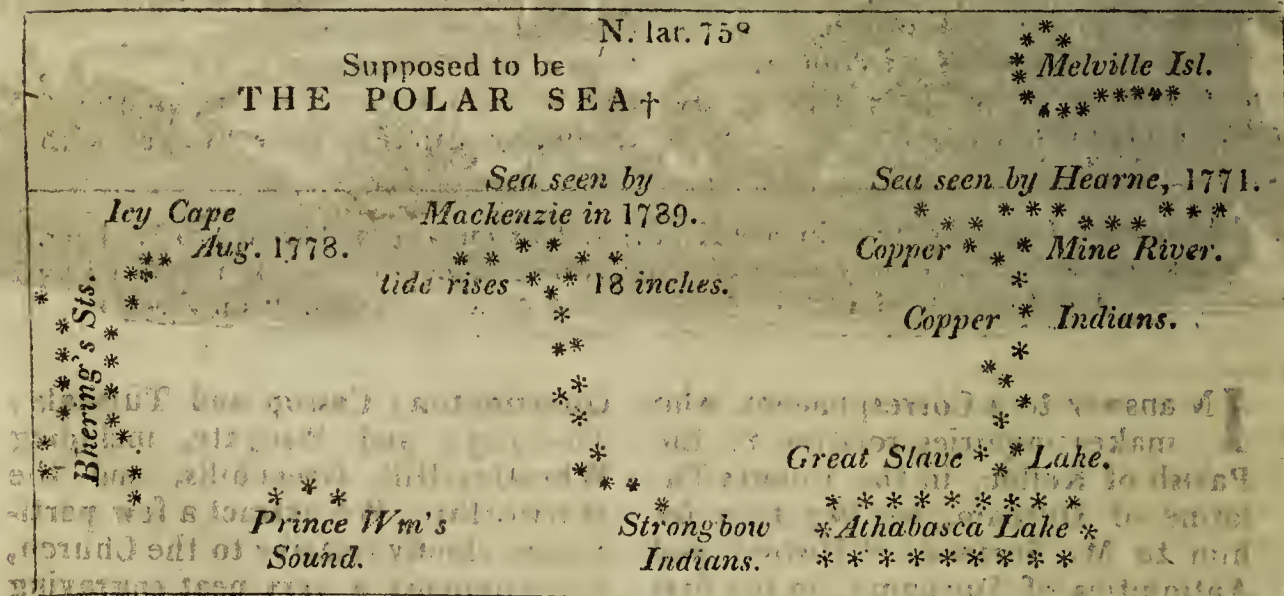 N. lat. 75°
Supposed to be
THE POLAR SEA†
Melville Isl.
Sea seen by
Mackenzie in 1789.
tide rises 18 inches.
Sea seen by Hearne, 1771.
Icy Cape
Aug. 1778.
Bhering's Sts.
Copper Mine River.
Copper Indians.
Great Slave Lake.
Athabasca Lake
Prince Wm's
Sound.
Strongbow
Indians.